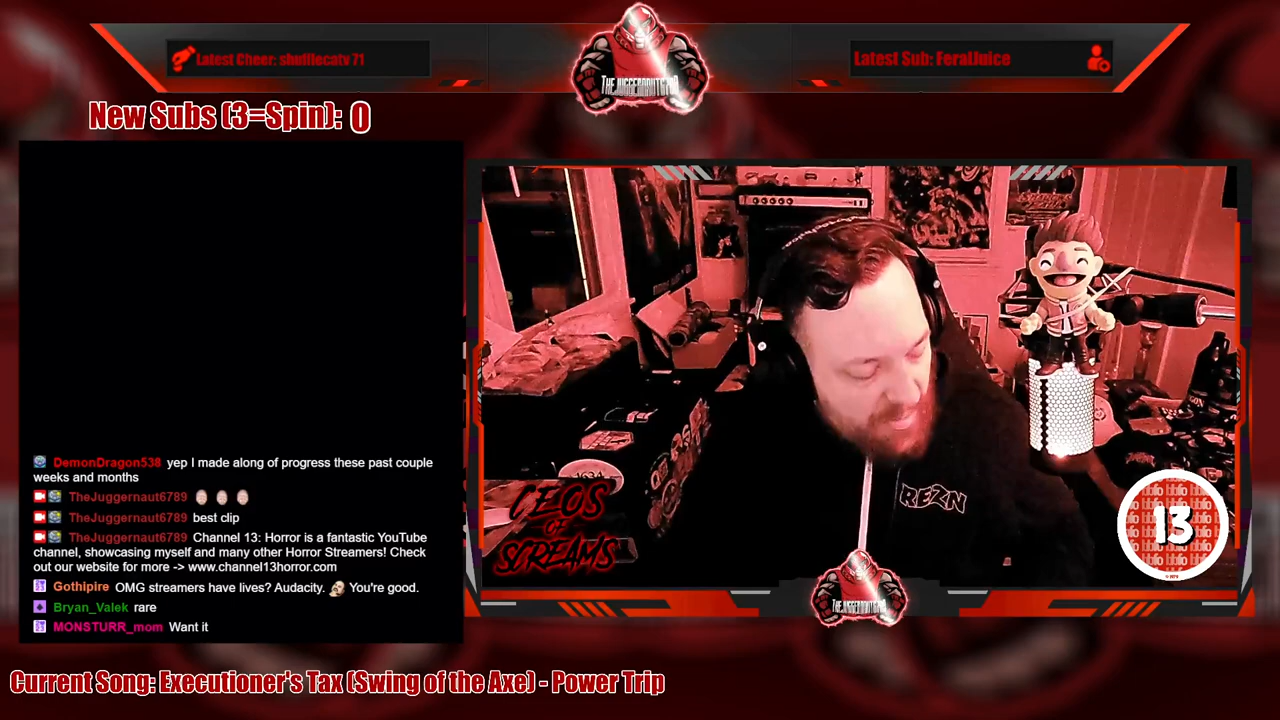 Latest Cheer: shufflecatv 71
THEJUGGERNAUT6789
Latest Sub: FeralJuice
New Subs (3=Spin): 0
DemonDragon538 yep I made along of progress these past couple
weeks and months
TheJuggernaut6789
TheJuggernaut6789 best clip
TheJuggernaut6789 Channel 13: Horror is a fantastic YouTube
channel, showcasing myself and many other Horror Streamers! Check
out our website for more -> www.channel13horror.com
Gothipire OMG streamers have lives? Audacity. You're good.
Bryan_Valek rare
MONSTURR_mom Want it
REZN
CEOS
OF
SCREAMS
13
Current Song: Executioner's Tax (Swing of the Axe) - Power Trip